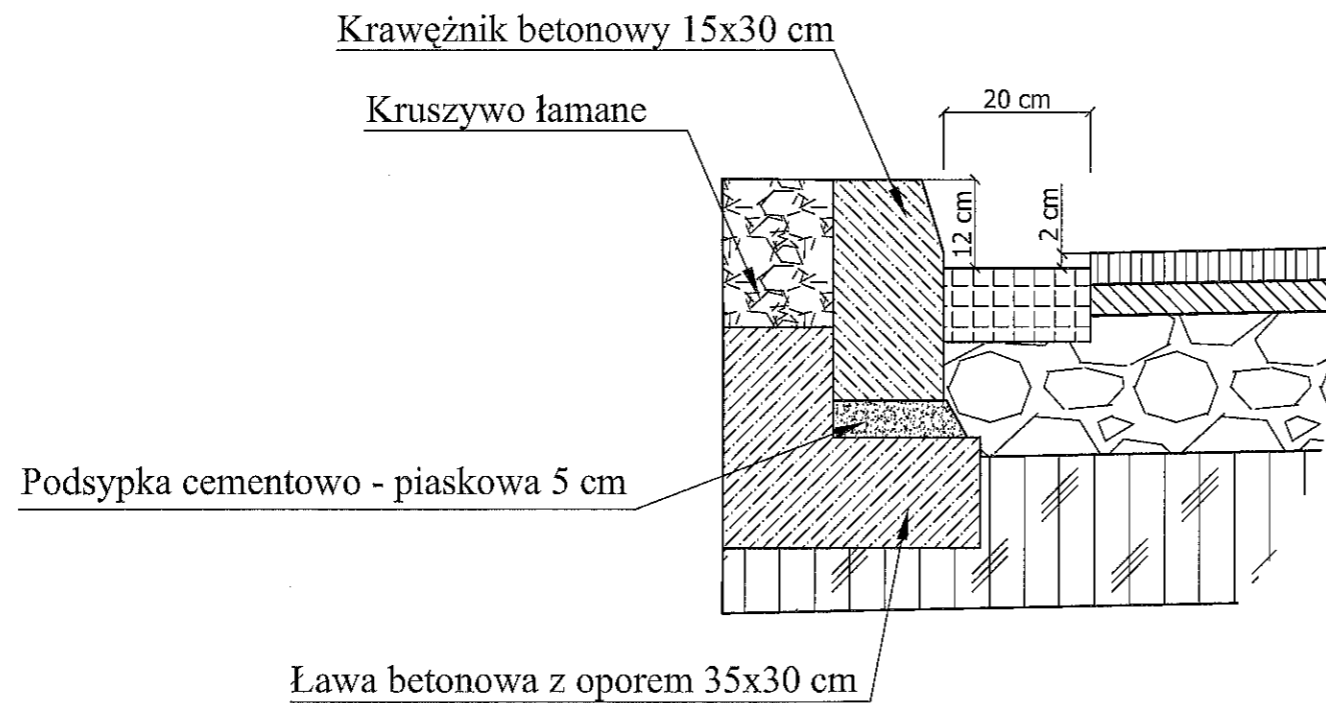 Krawężnik betonowy 15x30 cm
20 cm
Kruszywo łamane
12 cm
2 cm
Podsypka cementowo - piaskowa 5 cm
Ława betonowa z oporem 35x30 cm